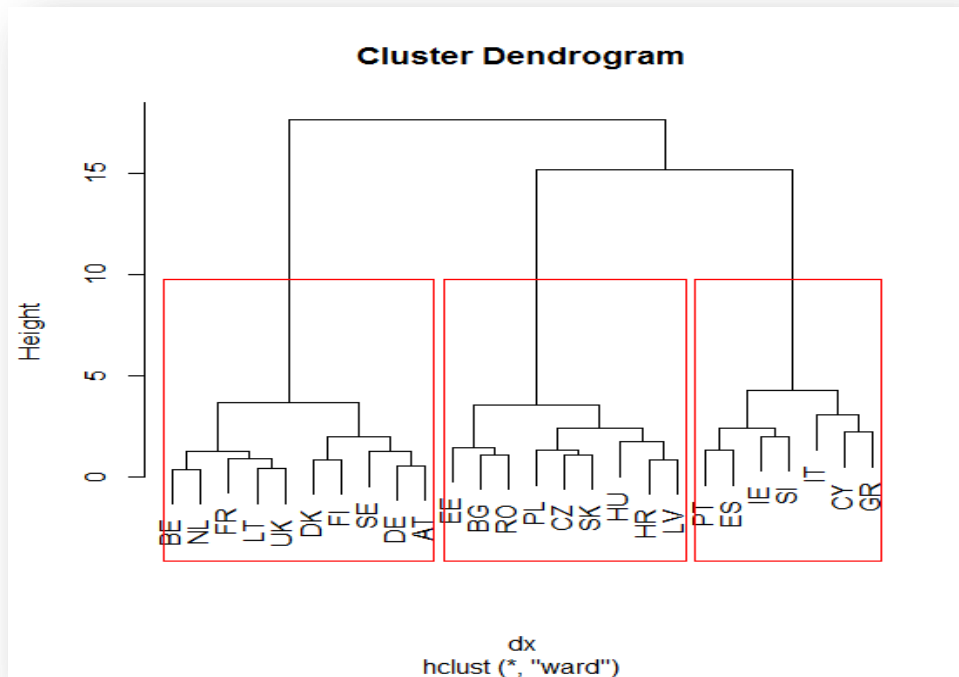 Cluster Dendrogram
Height
15
10
5
0
BE
NL
FR
LT
UK
DK
FI
SE
DE
AT
EE
BG
RO
PL
CZ
SK
HU
HR
LV
PT
ES
IE
SI
IT
CY
GR
dx
hclust (*, "ward")